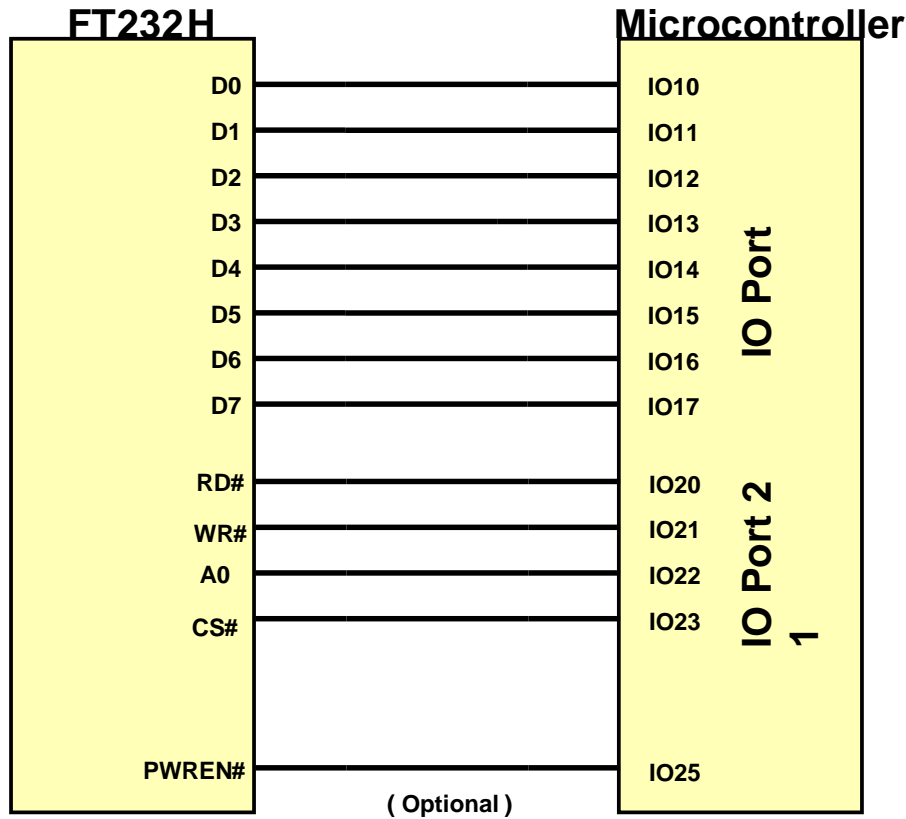 FT232H Microcontroller
D0 IO10
D1 IO11
D2 IO12
D3 IO13
D4 IO14
D5 IO15
D6 IO16
D7 IO17
IO Port
RD# IO20
WR# IO21
A0 IO22
CS# IO23
IO Port 2
1
PWREN# IO25
( Optional )